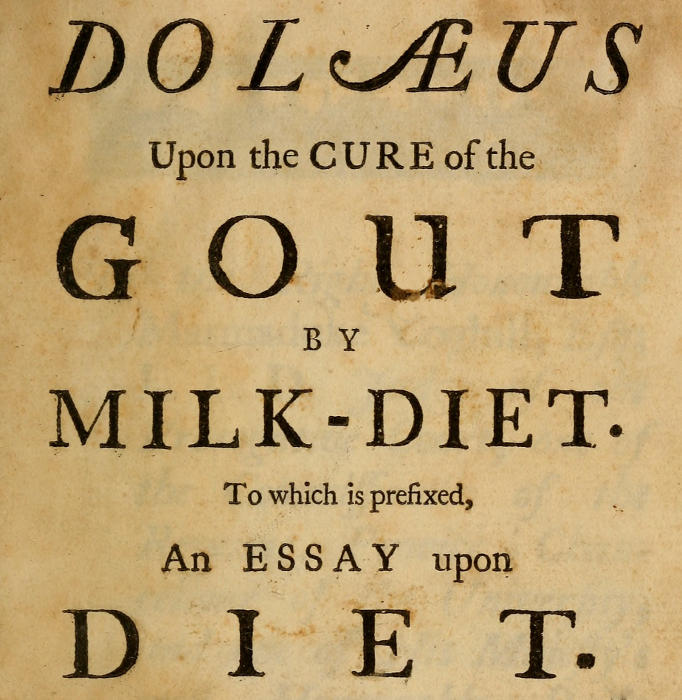 DOLÆUS
Upon the CURE of the
GOUT
BY
MILK-DIET.
To which is prefixed,
An ESSAY upon
DIET.